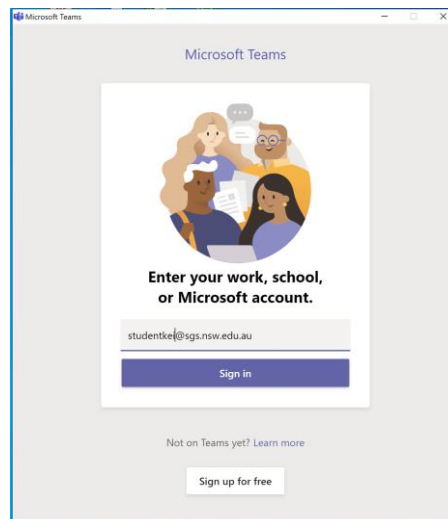 Microsoft Teams
Microsoft Teams
Enter your work, school,
or Microsoft account.
studentkei@sgs.nsw.edu.au
Sign in
Not on Teams yet? Learn more
Sign up for free